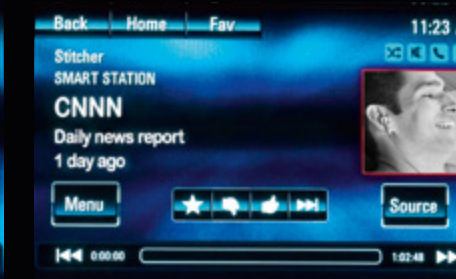 Back Home Fav 11:23
Stitcher
SMART STATION
CNNN
Daily news report
1 day ago
Menu Source
0:00:00 1:02:48